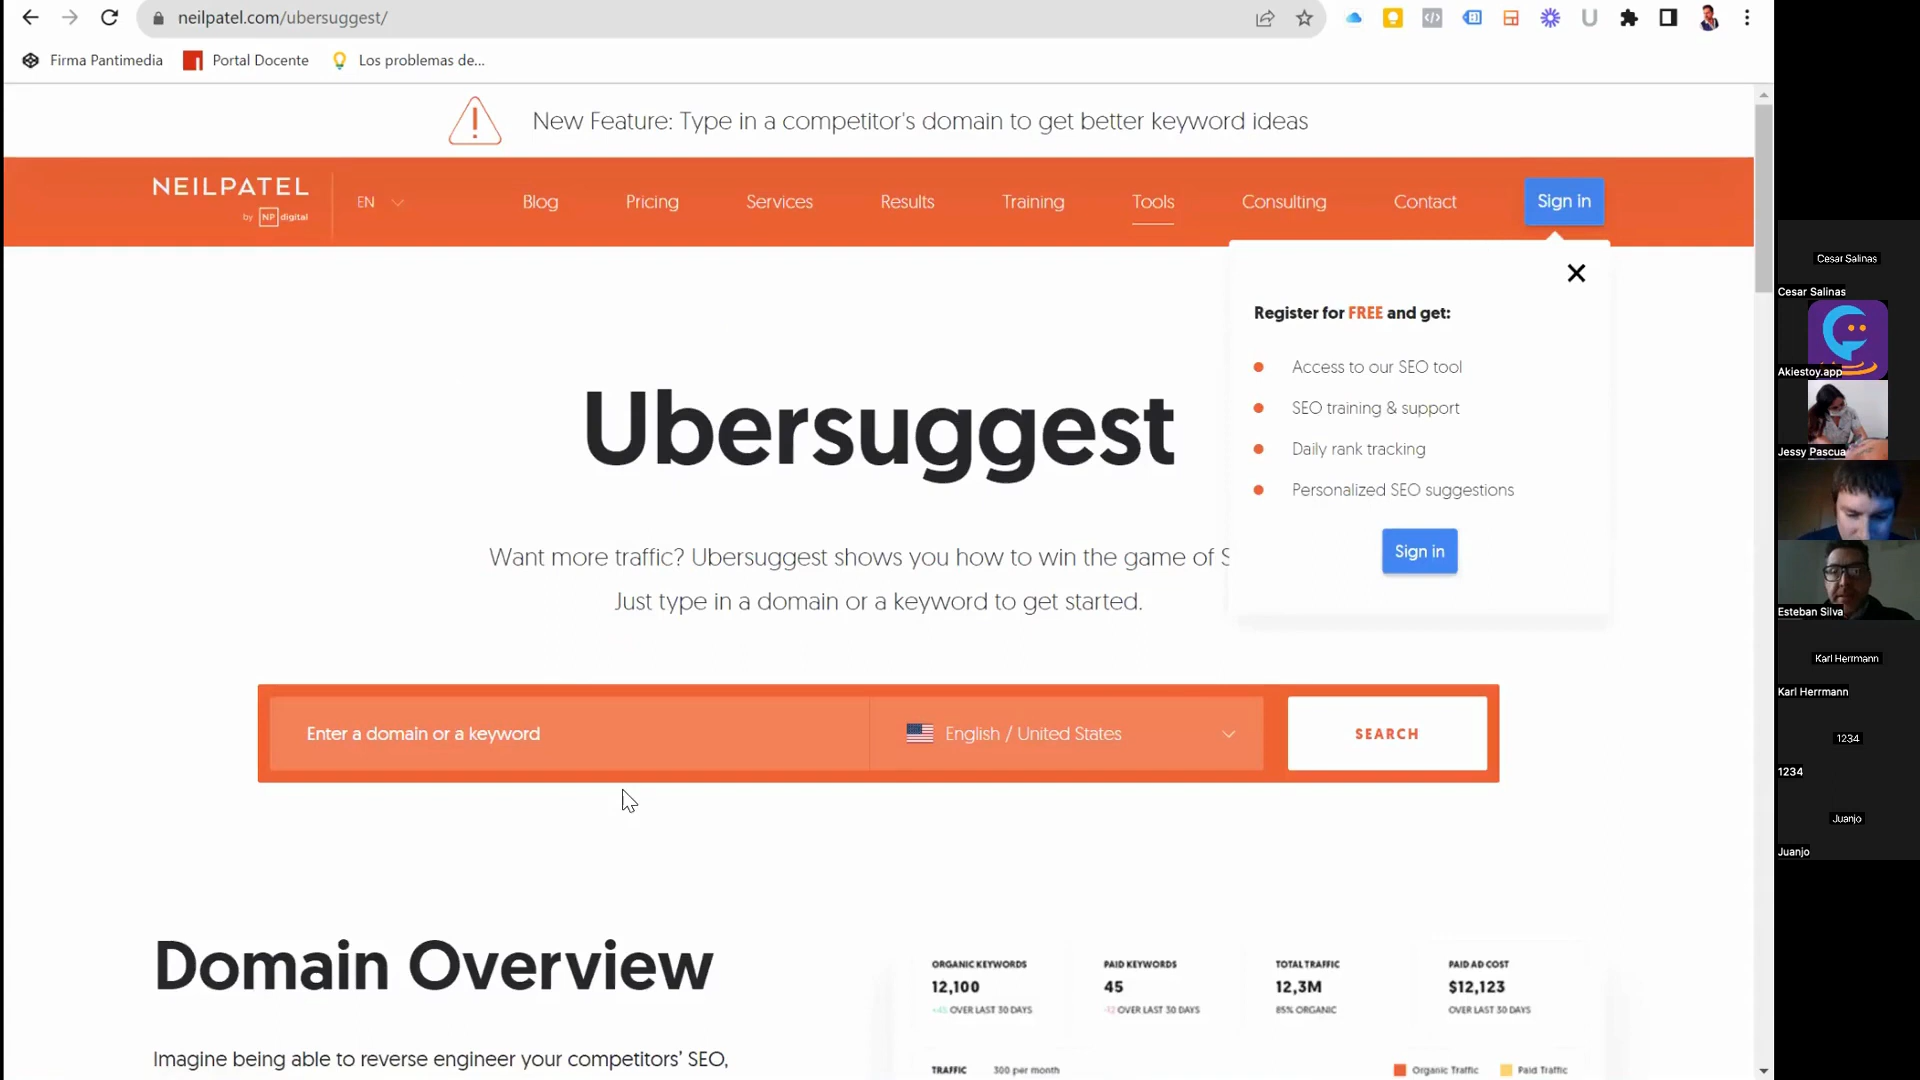 neilpatel.com/ubersuggest/
Firma Pantimedia
Portal Docente
Los problemas de...
New Feature: Type in a competitor's domain to get better keyword ideas
NEILPATEL
by NP digital
EN
Blog
Pricing
Services
Results
Training
Tools
Consulting
Contact
Sign in
Register for FREE and get:
Access to our SEO tool
SEO training & support
Daily rank tracking
Personalized SEO suggestions
Sign in
Ubersuggest
Want more traffic? Ubersuggest shows you how to win the game of S
Just type in a domain or a keyword to get started.
Enter a domain or a keyword
English / United States
SEARCH
Domain Overview
Imagine being able to reverse engineer your competitors' SEO,
ORGANIC KEYWORDS
12,100
OVER LAST 30 DAYS
PAID KEYWORDS
45
-12 OVER LAST 30 DAYS
TOTAL TRAFFIC
12,3M
85% ORGANIC
PAID AD COST
$12,123
OVER LAST 30 DAYS
TRAFFIC 300 per month
Organic Traffic
Paid Traffic
Cesar Salinas
Cesar Salinas
Akiestoy.app
Jessy Pascua
Esteban Silva
Karl Herrmann
Karl Herrmann
1234
1234
Juanjo
Juanjo